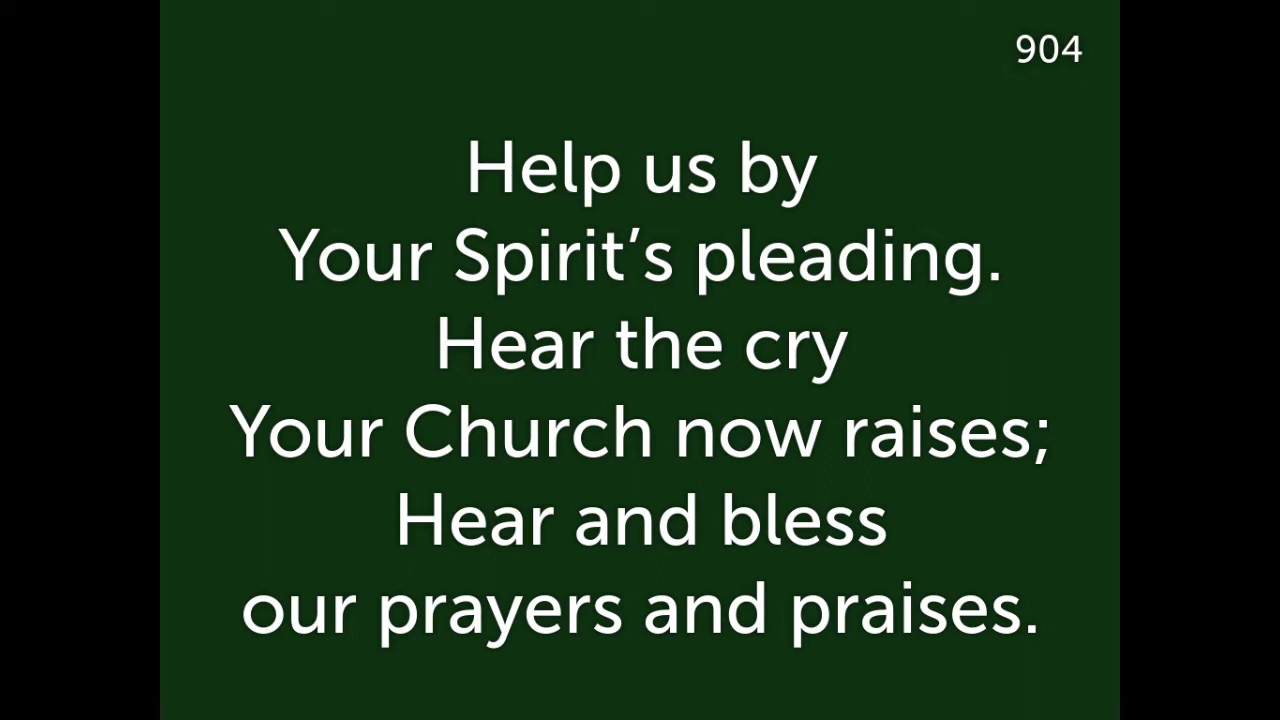 904
Help us by
Your Spirit’s pleading.
Hear the cry
Your Church now raises;
Hear and bless
our prayers and praises.